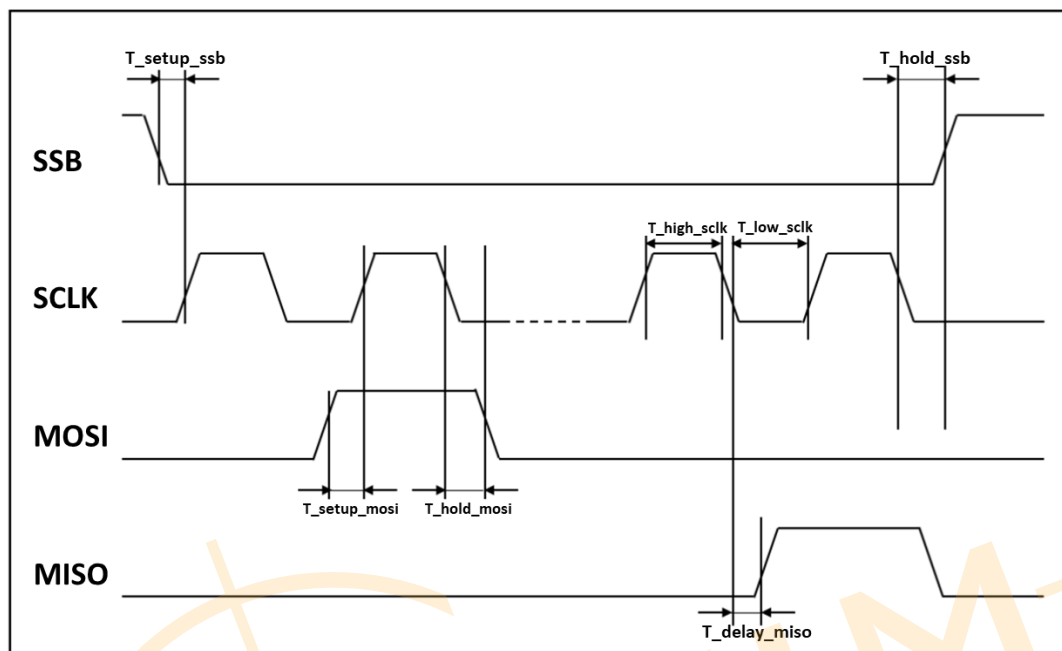 T_setup_ssb
T_hold_ssb
SSB
T_high_sclk
T_low_sclk
SCLK
MOSI
T_setup_mosi
T_hold_mosi
MISO
T_delay_miso